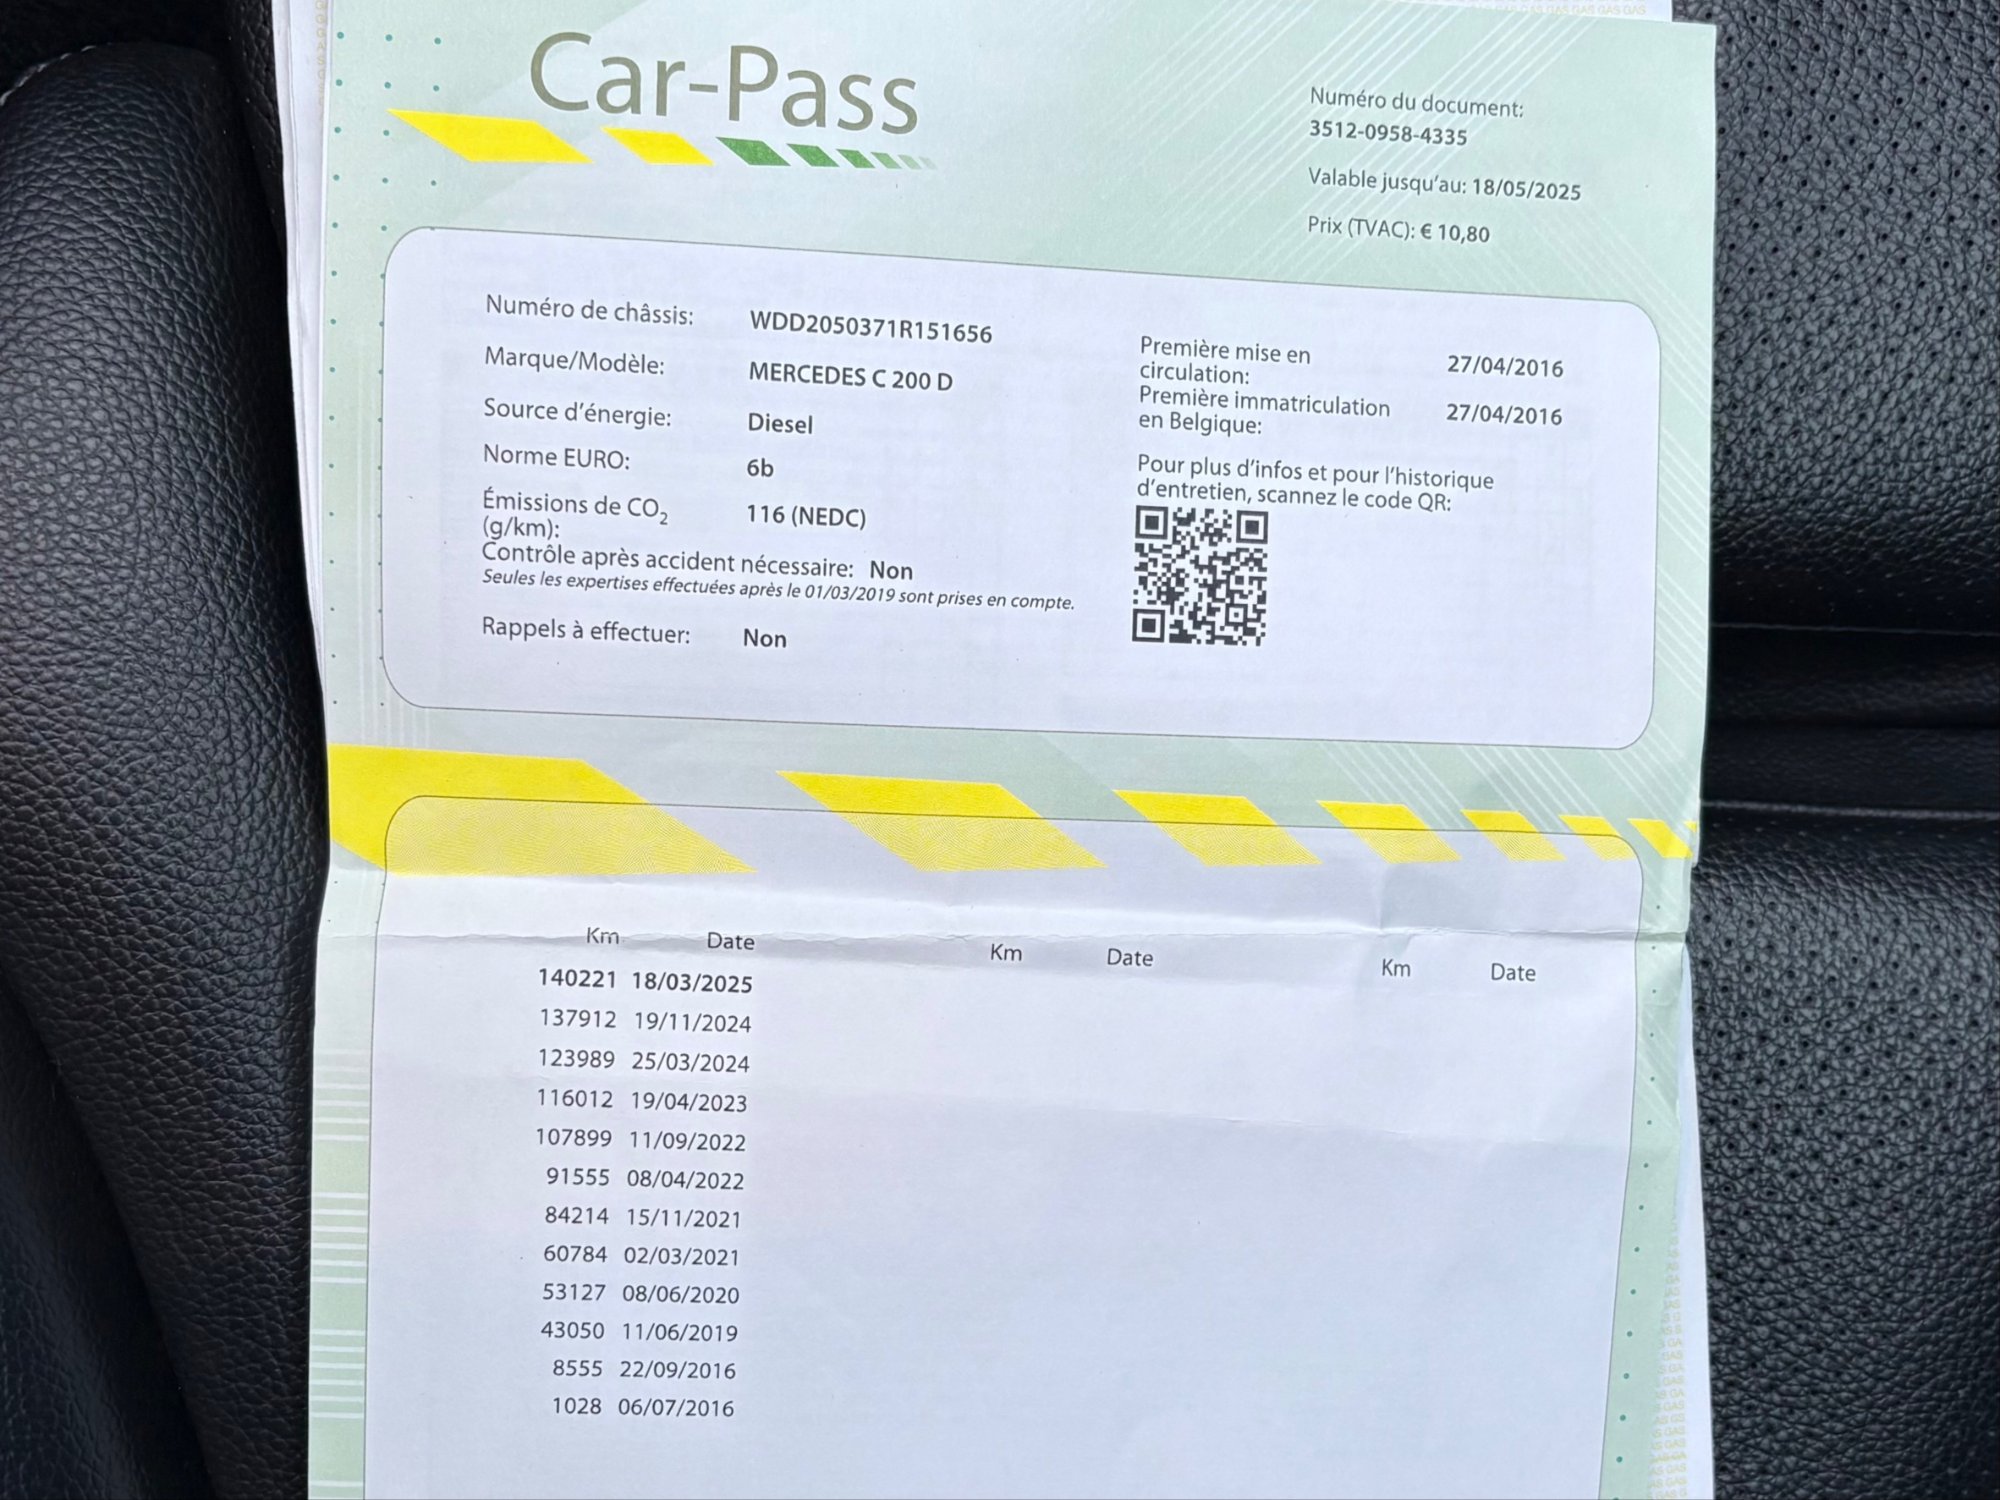 Car-Pass
Numéro du document:
3512-0958-4335
Valable jusqu'au: 18/05/2025
Prix (TVAC): € 10,80
Numéro de châssis: WDD2050371R151656
Marque/Modèle: MERCEDES C 200 D
Source d'énergie: Diesel
Norme EURO: 6b
Émissions de CO2 116 (NEDC)
(g/km):
Contrôle après accident nécessaire: Non
Seules les expertises effectuées après le 01/03/2019 sont prises en compte.
Rappels à effectuer: Non
Première mise en 27/04/2016
circulation:
Première immatriculation 27/04/2016
en Belgique:
Pour plus d'infos et pour l'historique
d'entretien, scannez le code QR:
Km Date Km Date Km Date
140221 18/03/2025
137912 19/11/2024
123989 25/03/2024
116012 19/04/2023
107899 11/09/2022
91555 08/04/2022
84214 15/11/2021
60784 02/03/2021
53127 08/06/2020
43050 11/06/2019
8555 22/09/2016
1028 06/07/2016